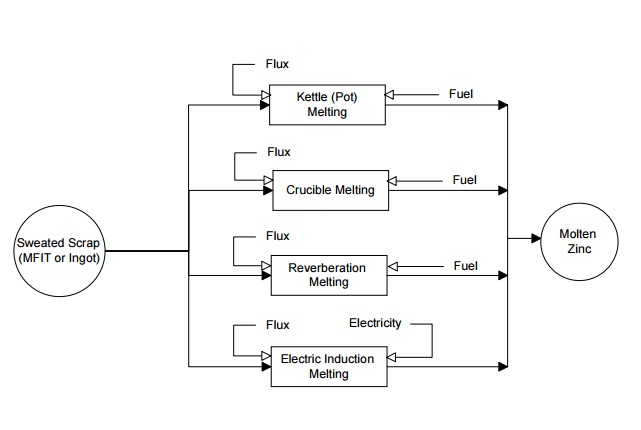 Flux
Kettle (Pot)
Melting
Fuel
Flux
Crucible Melting
Fuel
Sweated Scrap
(MFIT or Ingot)
Molten
Zinc
Flux
Reverberation
Melting
Fuel
Flux
Electricity
Electric Induction
Melting